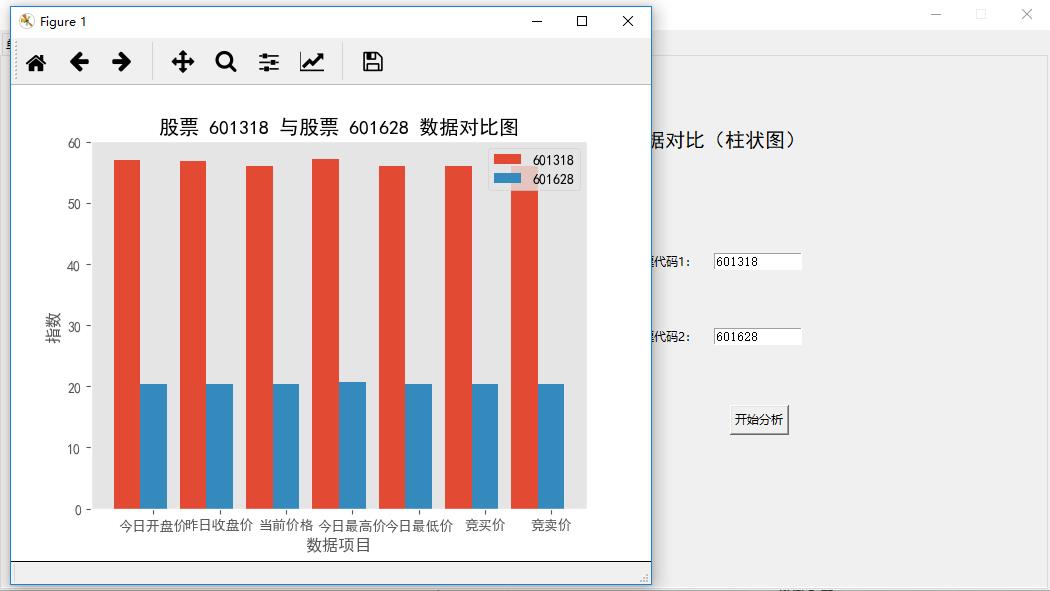 Figure 1
股票 601318 与股票 601628 数据对比图
601318
601628
60
50
40
30
20
10
0
指数
今日开盘价 昨日收盘价 当前价格 今日最高价 今日最低价 竞买价 竞卖价
数据项目
据对比（柱状图）
代码1： 601318
代码2： 601628
开始分析